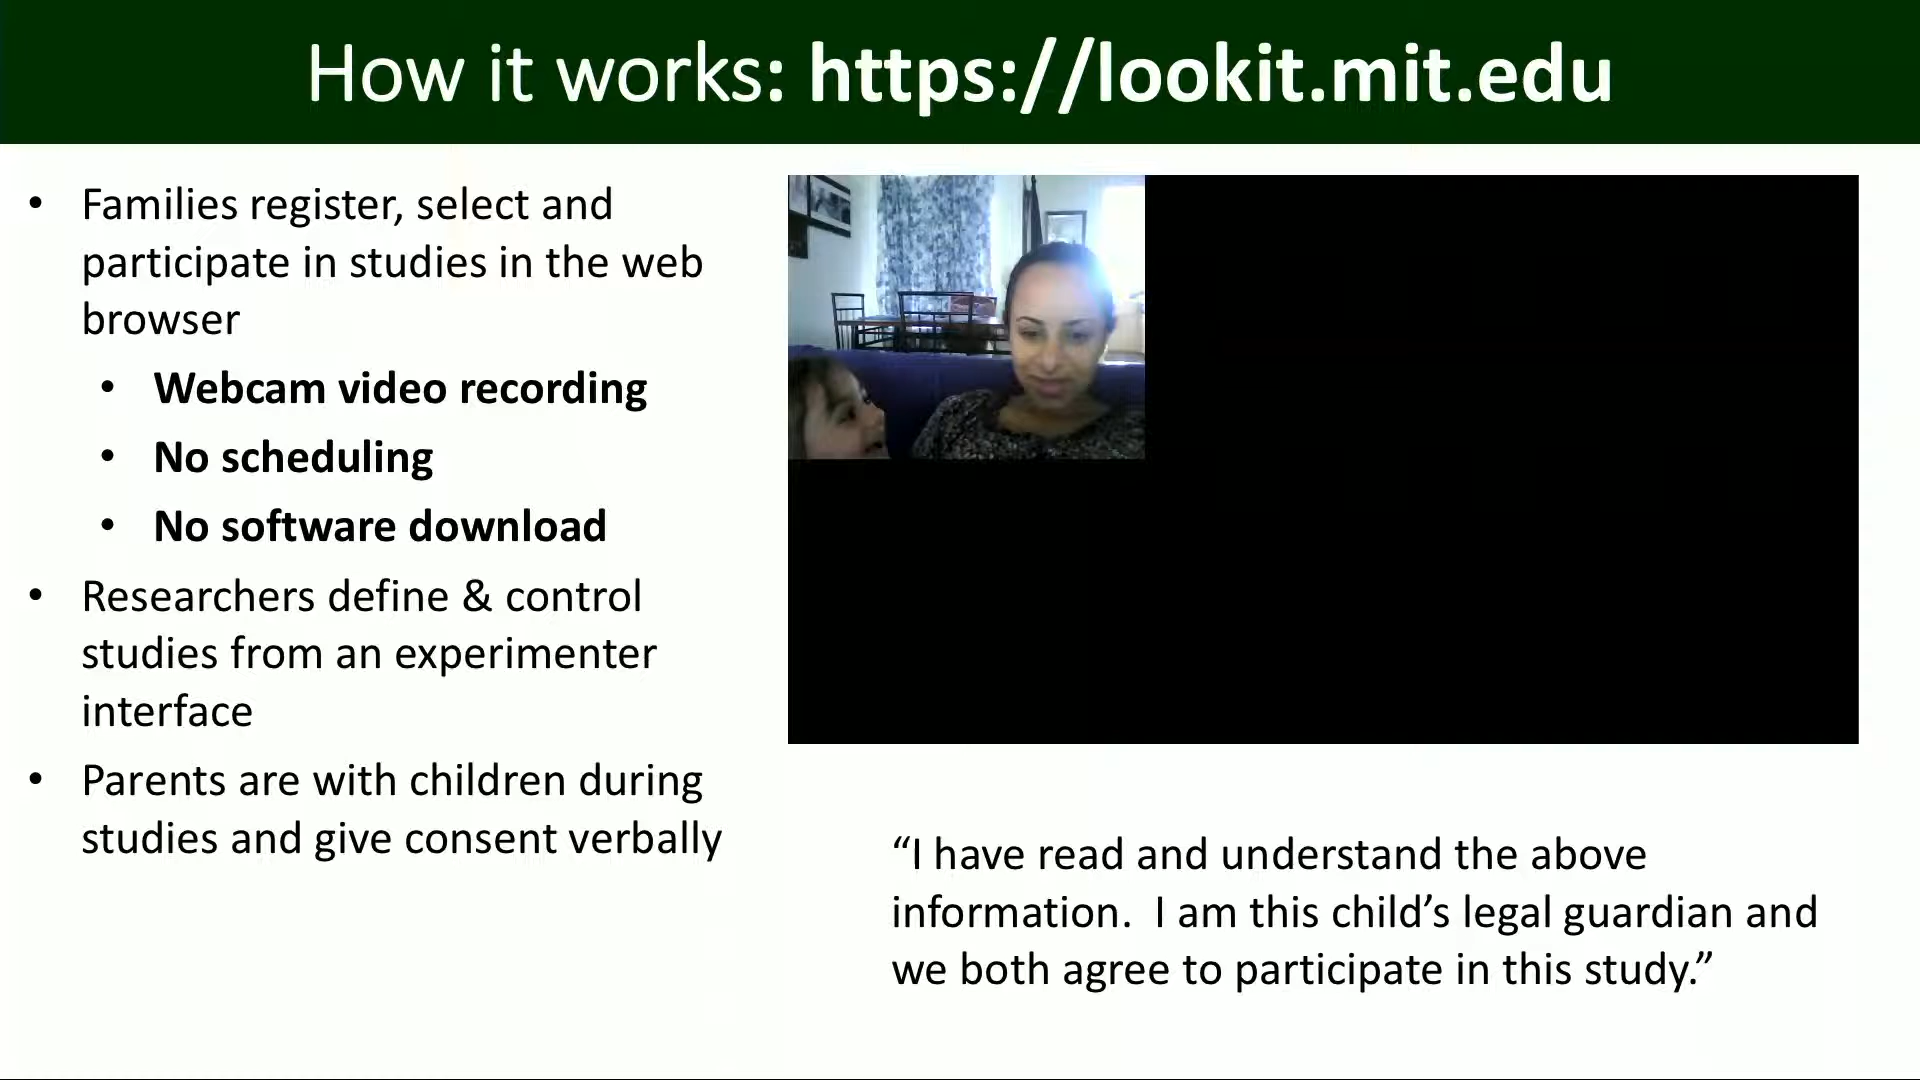 How it works: https://lookit.mit.edu
• Families register, select and
participate in studies in the web
browser
• Webcam video recording
• No scheduling
• No software download
• Researchers define & control
studies from an experimenter
interface
• Parents are with children during
studies and give consent verbally
“I have read and understand the above
information.  I am this child’s legal guardian and
we both agree to participate in this study.”